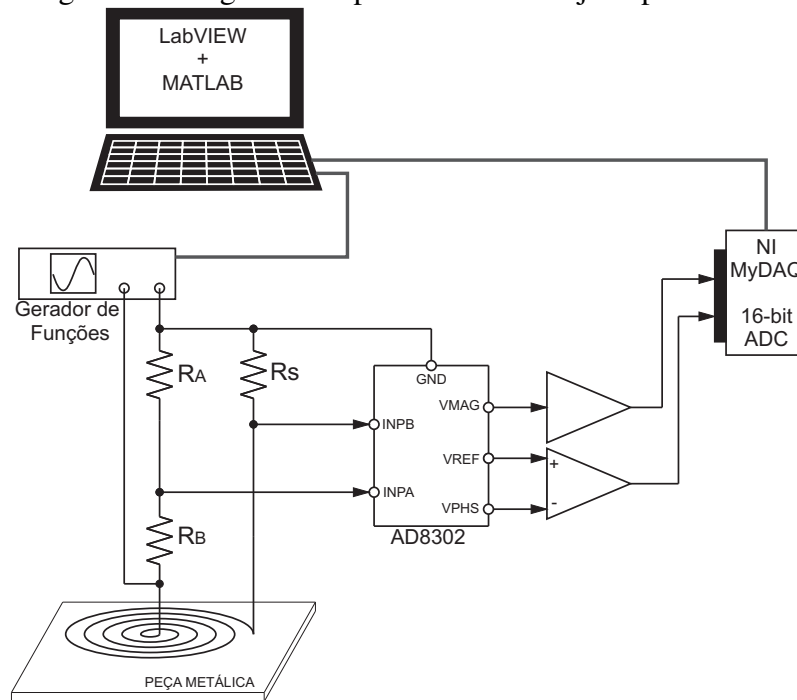 LabVIEW
+
MATLAB
NI
MyDAQ
16-bit
ADC
Gerador de
Funções
RA
Rs
GND
VMAG
INPB
VREF
+
INPA
VPHS
-
RB
AD8302
PEÇA METÁLICA